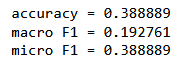 accuracy = 0.388889
macro F1 = 0.192761
micro F1 = 0.388889